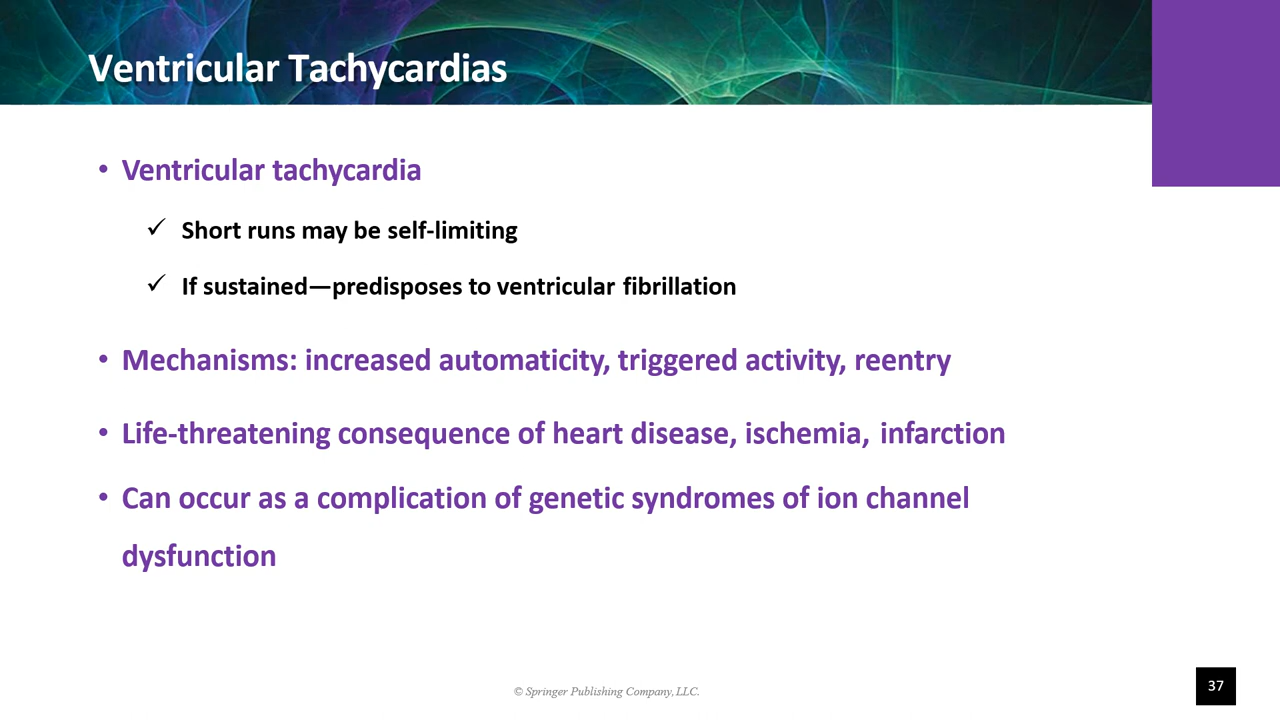 Ventricular Tachycardias
• Ventricular tachycardia
✓ Short runs may be self-limiting
✓ If sustained—predisposes to ventricular fibrillation
• Mechanisms: increased automaticity, triggered activity, reentry
• Life-threatening consequence of heart disease, ischemia, infarction
• Can occur as a complication of genetic syndromes of ion channel
dysfunction
© Springer Publishing Company, LLC.
37